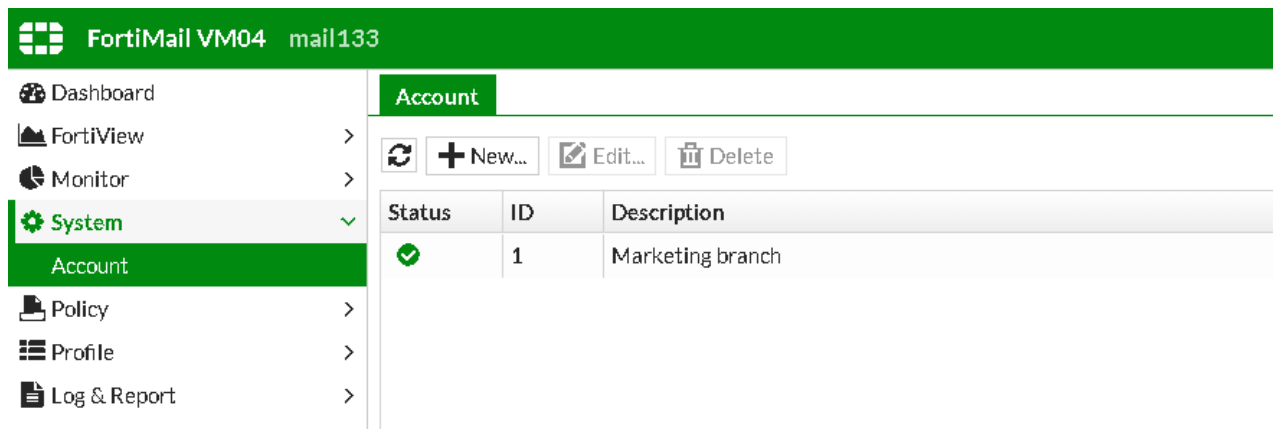 FortiMail VM04 mail133
Dashboard
FortiView
Monitor
System
Account
Policy
Profile
Log & Report
Account
New... Edit... Delete
Status ID Description
1 Marketing branch